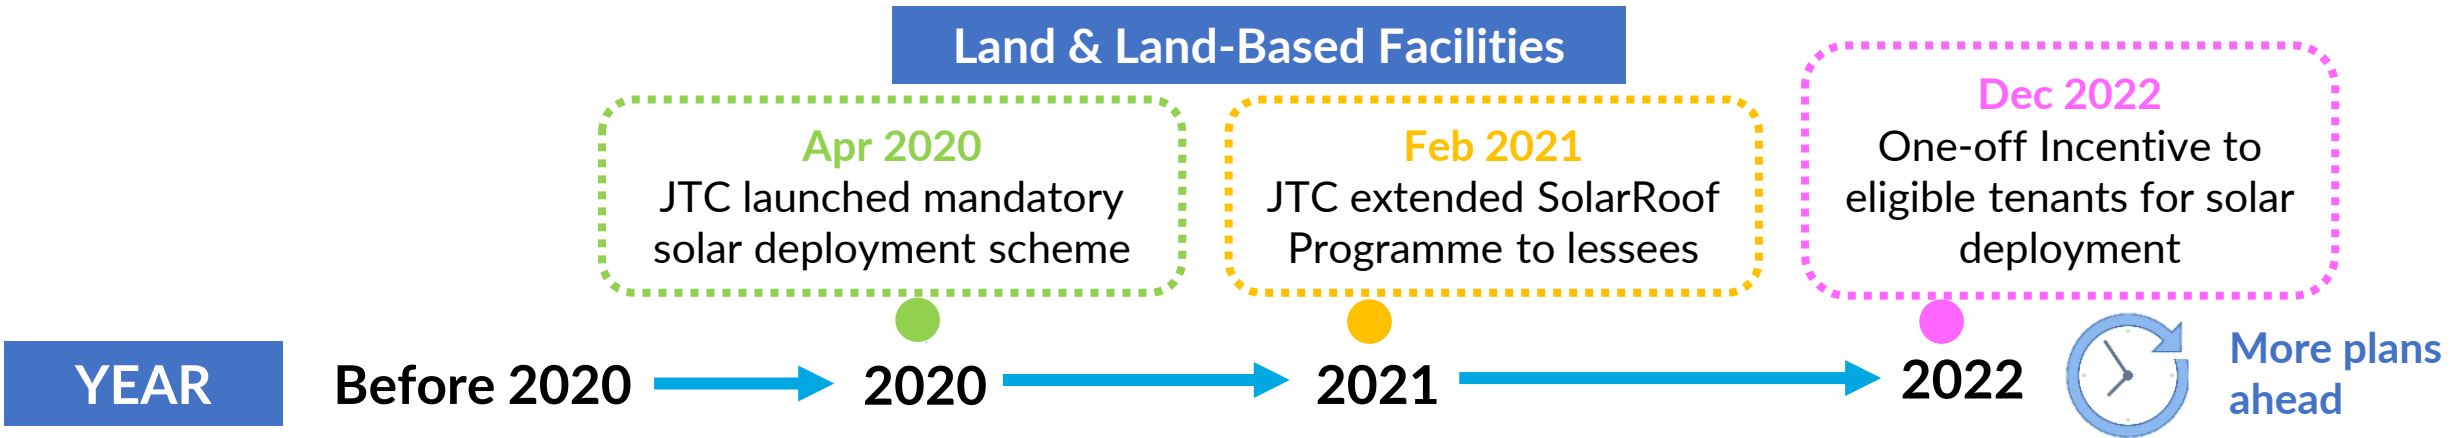 Land & Land-Based Facilities
Apr 2020
JTC launched mandatory
solar deployment scheme
Feb 2021
JTC extended SolarRoof
Programme to lessees
Dec 2022
One-off Incentive to
eligible tenants for solar
deployment
YEAR
Before 2020
2020
2021
2022
More plans
ahead